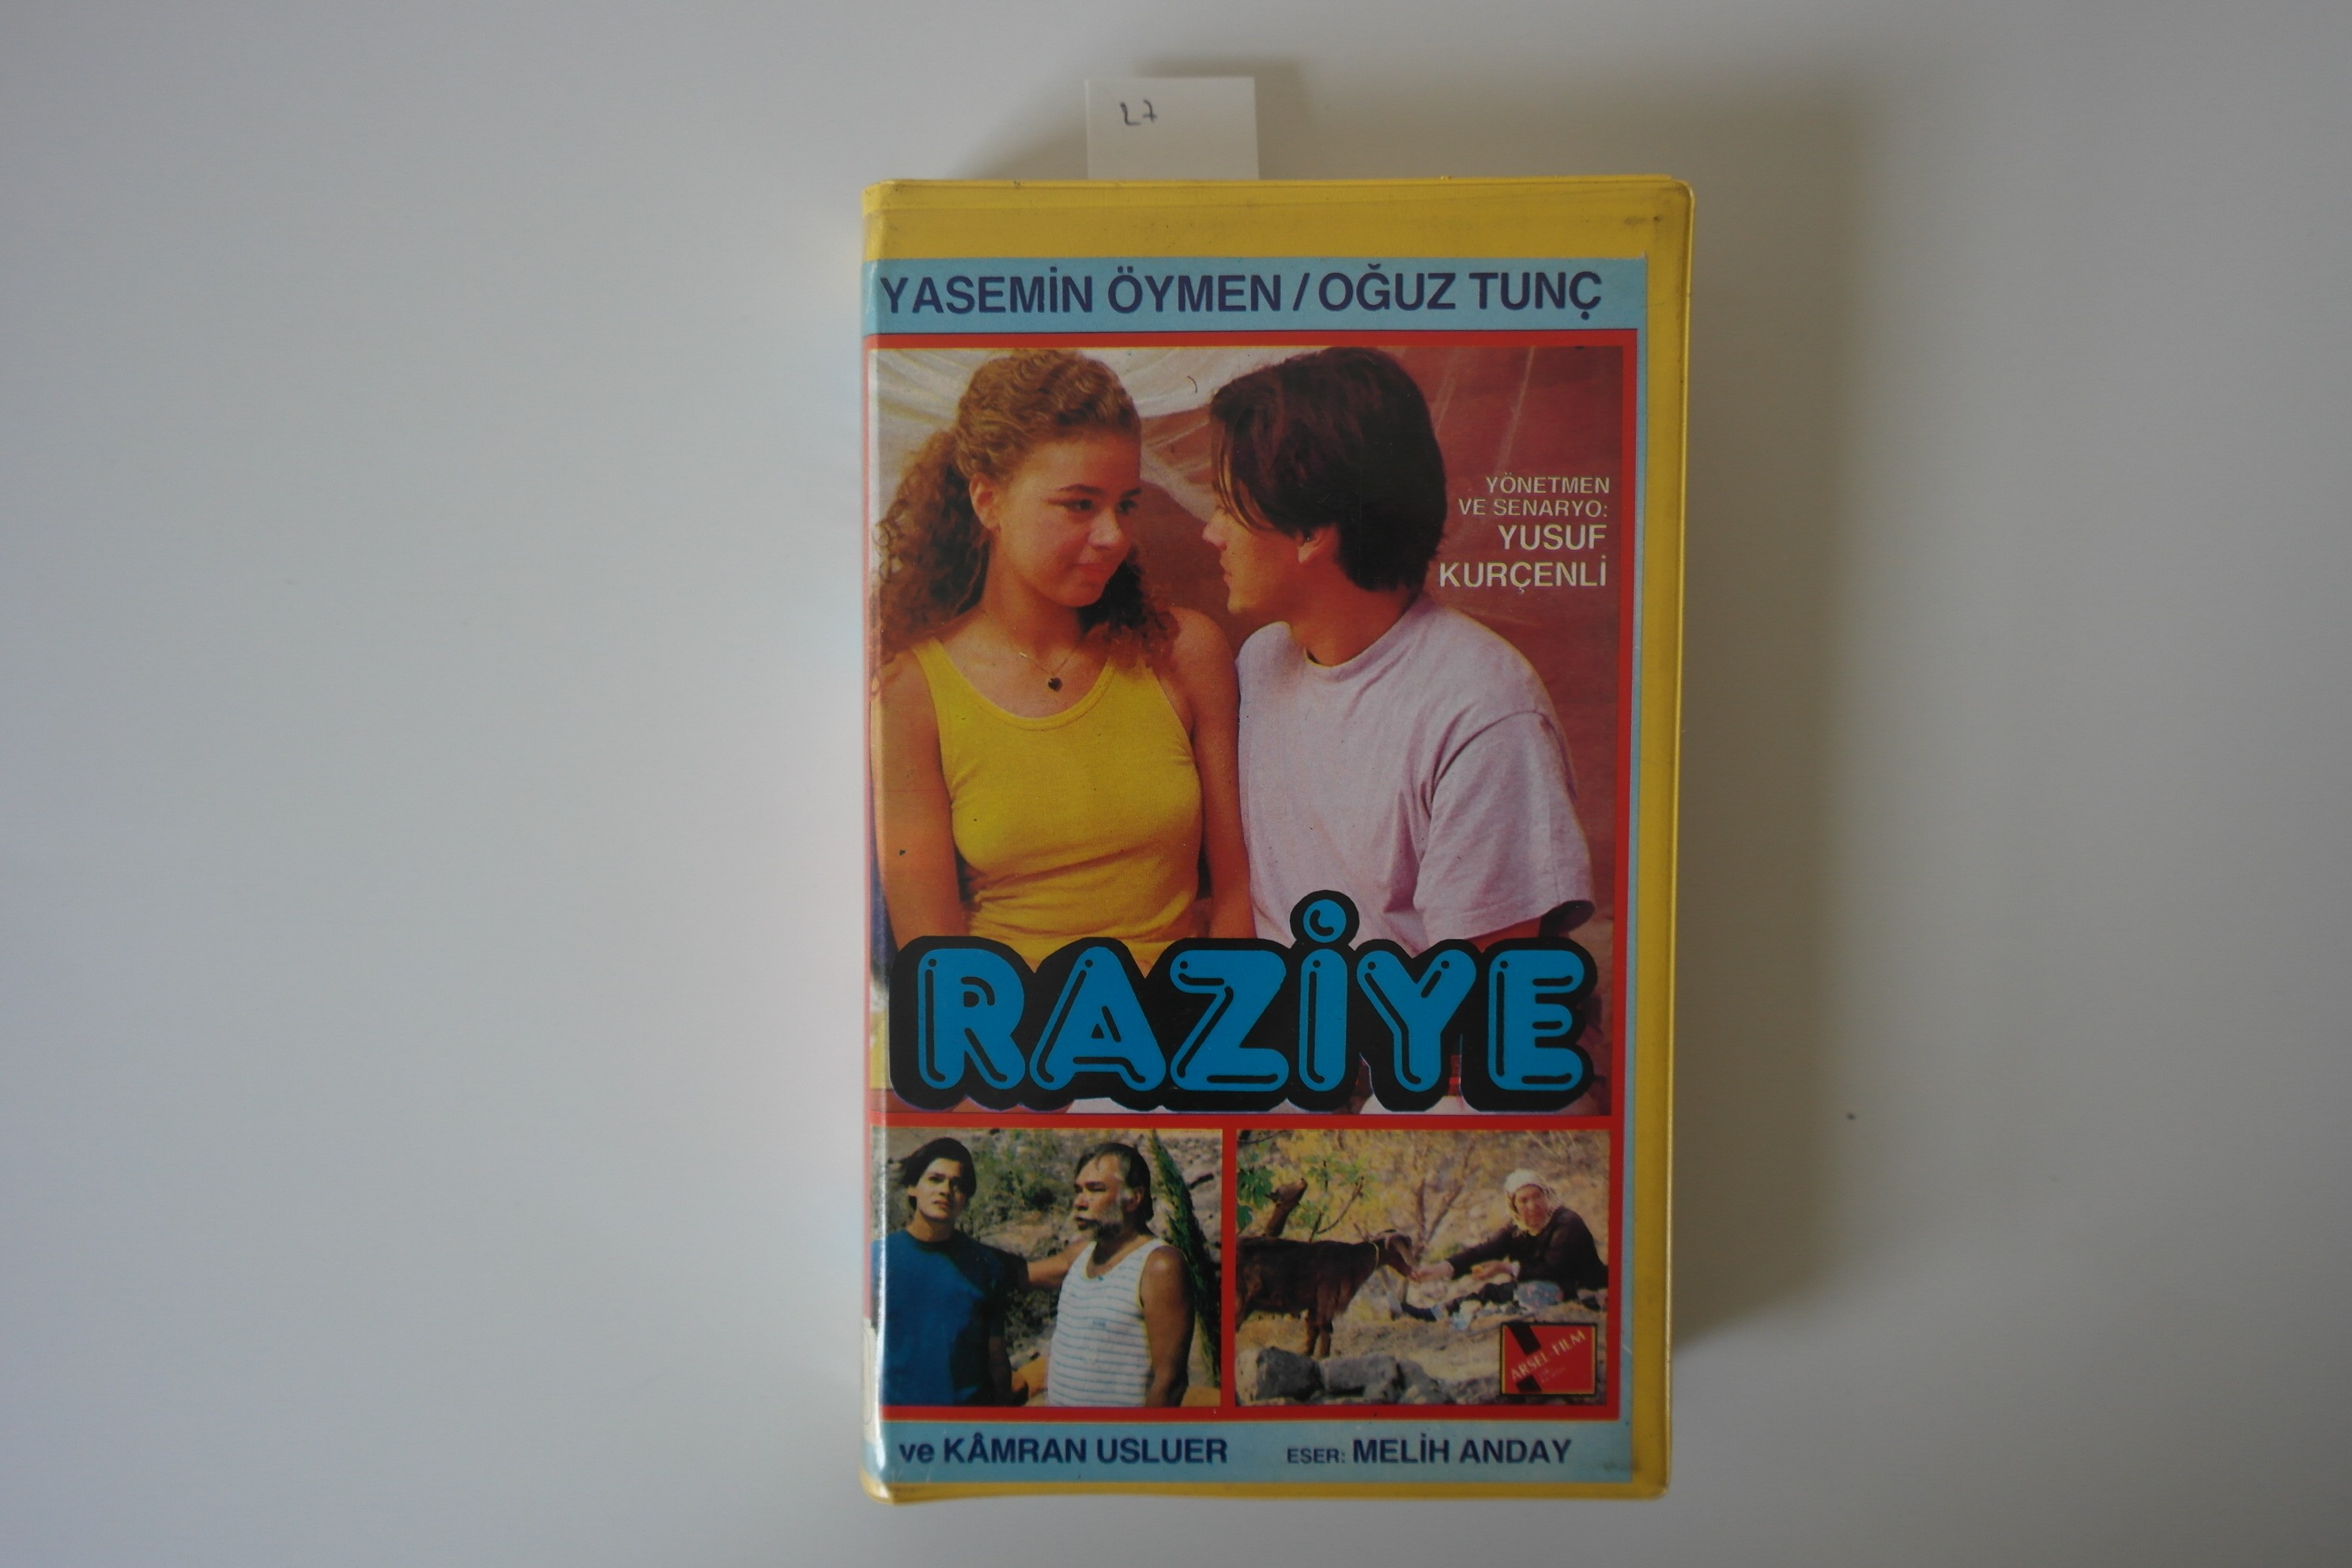 27
YASEMİN ÖYMEN / OĞUZ TUNÇ
YÖNETMEN
VE SENARYO:
YUSUF
KURÇENLİ
RAZİYE
ARSEL FILM
ve KÂMRAN USLUER ESER: MELİH ANDAY